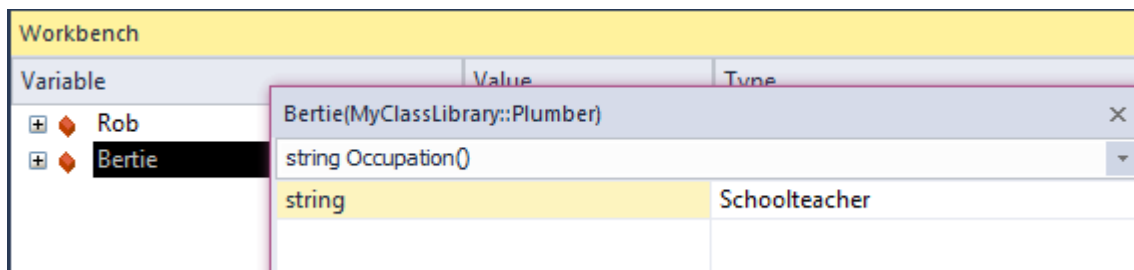 Workbench
Variable Value Type
Rob
Bertie
Bertie(MyClassLibrary::Plumber)
string Occupation()
string Schoolteacher